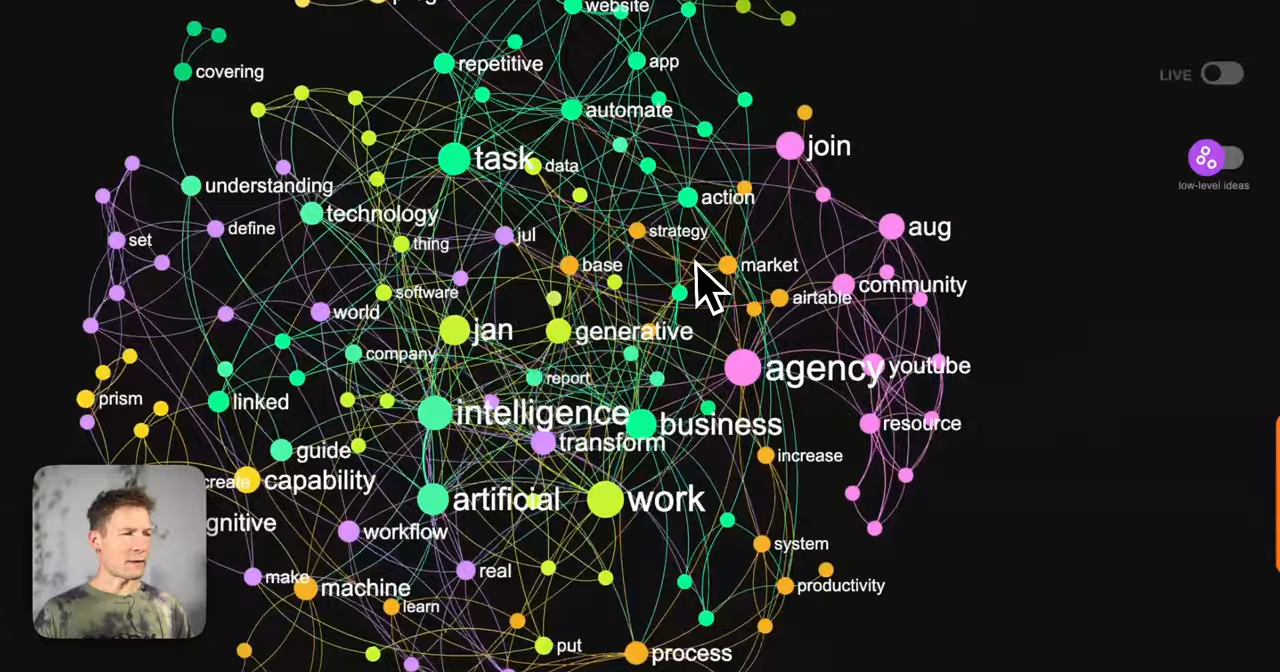 website
repetitive
app
LIVE
covering
automate
join
task
data
low-level ideas
understanding
action
technology
define
strategy
aug
set
thing
jul
base
market
community
software
airtable
world
jan
generative
company
agency
youtube
report
prism
linked
intelligence
business
resource
transform
guide
increase
create
capability
artificial
work
gnitive
workflow
system
real
make
machine
productivity
learn
put
process